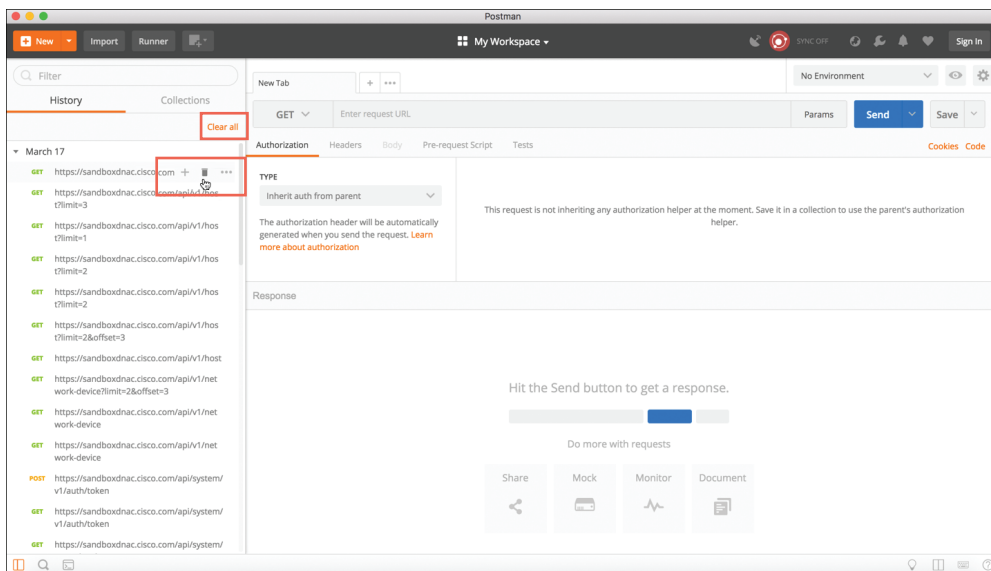 Postman
New
Import
Runner
My Workspace
SYNC OFF
Sign In
Filter
History
Collections
Clear all
March 17
GET https://sandboxdnac.cisco.com
GET https://sandboxdnac.cisco.com/api/v1/hos
t?limit=3
GET https://sandboxdnac.cisco.com/api/v1/hos
t?limit=1
GET https://sandboxdnac.cisco.com/api/v1/hos
t?limit=2
GET https://sandboxdnac.cisco.com/api/v1/hos
t?limit=2
GET https://sandboxdnac.cisco.com/api/v1/hos
t?limit=2&offset=3
GET https://sandboxdnac.cisco.com/api/v1/host
GET https://sandboxdnac.cisco.com/api/v1/net
work-device?limit=2&offset=3
GET https://sandboxdnac.cisco.com/api/v1/net
work-device
GET https://sandboxdnac.cisco.com/api/v1/net
work-device
POST https://sandboxdnac.cisco.com/api/system/
v1/auth/token
GET https://sandboxdnac.cisco.com/api/system/
v1/auth/token
GET https://sandboxdnac.cisco.com/api/system/
New Tab
No Environment
GET
Enter request URL
Params
Send
Save
Authorization
Headers
Body
Pre-request Script
Tests
Cookies
Code
TYPE
Inherit auth from parent
The authorization header will be automatically
generated when you send the request. Learn
more about authorization
This request is not inheriting any authorization helper at the moment. Save it in a collection to use the parent's authorization
helper.
Response
Hit the Send button to get a response.
Do more with requests
Share
Mock
Monitor
Document